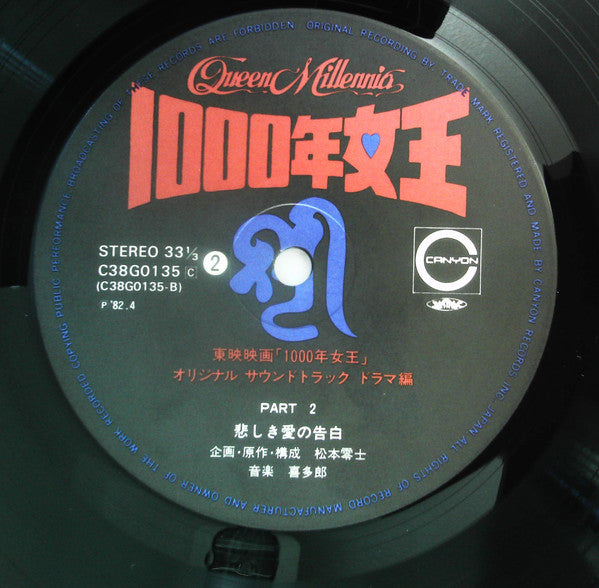 BROADCASTING OF THESE RECORDS ARE FORBIDDEN ORIGINAL RECORDING BY TRADE MARK REGISTERED AND MADE BY CANYON RECORDS INC. JAPAN ALL RIGHTS OF RECORD MANUFACTURER AND OWNER OF THE WORK RECORDED COPYING PUBLIC PERFORMANCE
Queen Millennia
1000年女王
STEREO 33⅓
C38G0135 C
(C38G0135-B)
2
P '82.4
C
CANYON
東映映画「1000年女王」
オリジナル サウンドトラック ドラマ編
PART 2
悲しき愛の告白
企画・原作・構成 松本零士
音楽 喜多郎